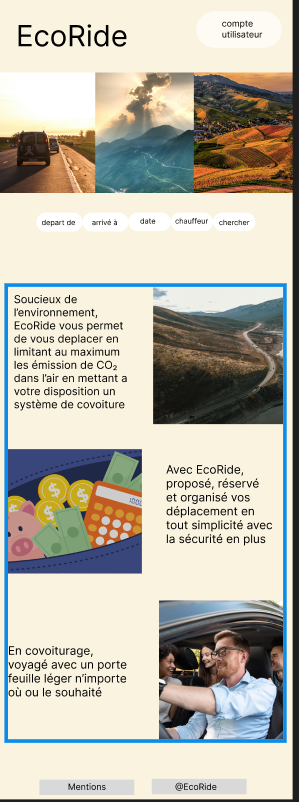 EcoRide
compte
utilisateur
depart de
arrivé à
date
chauffeur
chercher
Soucieux de
l'environnement,
EcoRide vous permet
de vous deplacer en
limitant au maximum
les émission de CO₂
dans l'air en mettant a
votre disposition un
système de covoiture
Avec EcoRide,
proposé, réservé
et organisé vos
déplacement en
tout simplicité avec
la sécurité en plus
En covoiturage,
voyagé avec un porte
feuille léger n'importe
où ou le souhaité
Mentions
@EcoRide